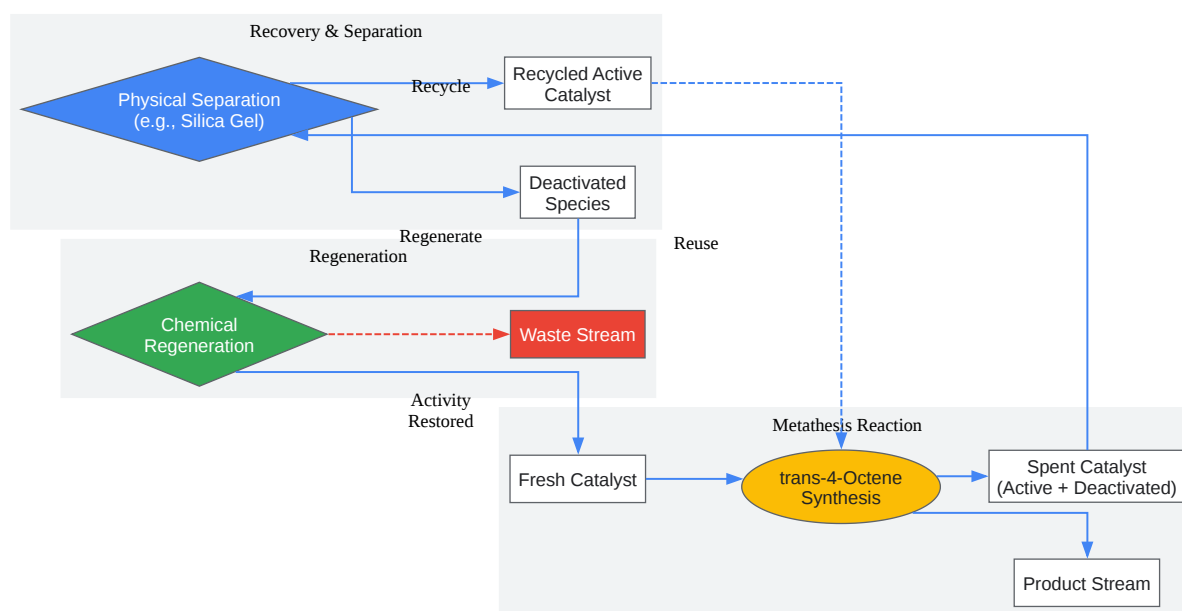 Recovery & Separation
Physical Separation
(e.g., Silica Gel)
Recycle
Recycled Active
Catalyst
Deactivated
Species
Regenerate
Regeneration
Reuse
Chemical
Regeneration
Waste Stream
Activity
Restored
Metathesis Reaction
Fresh Catalyst
trans-4-Octene
Synthesis
Spent Catalyst
(Active + Deactivated)
Product Stream